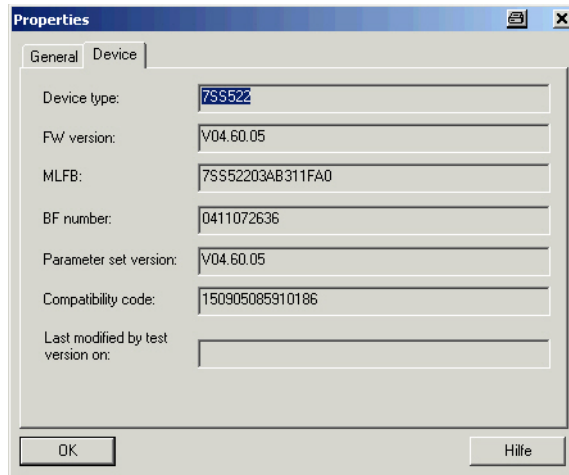 Properties
General
Device
Device type:
7SS522
FW version:
V04.60.05
MLFB:
7SS52203AB311FA0
BF number:
0411072636
Parameter set version:
V04.60.05
Compatibility code:
150905085910186
Last modified by test
version on:
OK
Hilfe